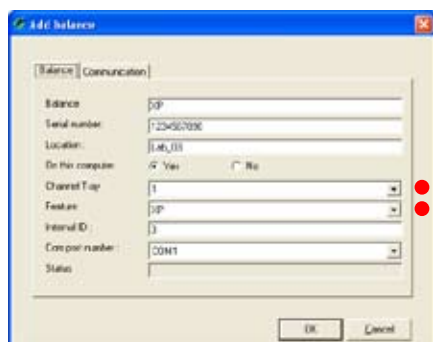 Add balance
Balance Communication
Balance XP
Serial number: 1234567890
Location: Lab_03
On this computer: Yes No
Channel Tray 1
Feature: XP
Internal ID: 3
Com port number: COM1
Status
OK Cancel